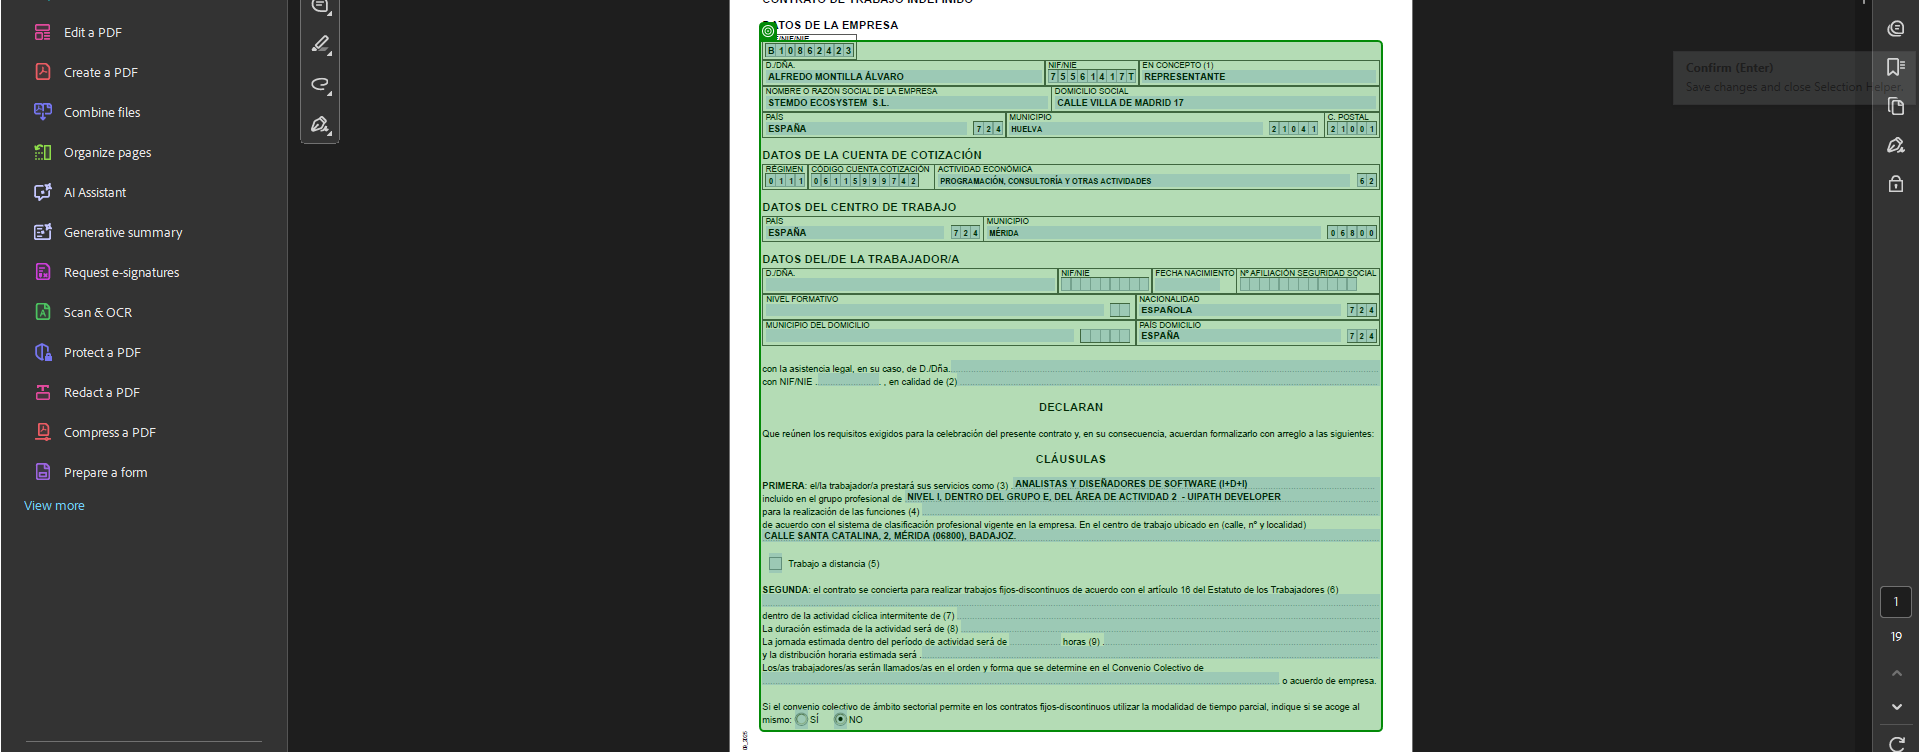 CONTRATO DE TRABAJO INDEFINIDO
Edit a PDF
Create a PDF
Combine files
Organize pages
AI Assistant
Generative summary
Request e-signatures
Scan & OCR
Protect a PDF
Redact a PDF
Compress a PDF
Prepare a form
View more
DATOS DE LA EMPRESA
B 1 0 8 6 2 4 2 3
D./DÑA. NIF/NIE EN CONCEPTO (1)
ALFREDO MONTILLA ÁLVARO 7 5 5 6 1 4 1 7 T REPRESENTANTE
NOMBRE O RAZÓN SOCIAL DE LA EMPRESA DOMICILIO SOCIAL
STEMDO ECOSYSTEM S.L. CALLE VILLA DE MADRID 17
PAÍS MUNICIPIO C. POSTAL
ESPAÑA 7 2 4 HUELVA 2 1 0 4 1 2 1 0 0 1
DATOS DE LA CUENTA DE COTIZACIÓN
RÉGIMEN CÓDIGO CUENTA COTIZACIÓN ACTIVIDAD ECONÓMICA
0 1 1 1 0 6 1 1 5 9 9 9 7 4 2 PROGRAMACIÓN, CONSULTORÍA Y OTRAS ACTIVIDADES 6 2
DATOS DEL CENTRO DE TRABAJO
PAÍS MUNICIPIO
ESPAÑA 7 2 4 MÉRIDA 0 6 8 0 0
DATOS DEL/DE LA TRABAJADOR/A
D./DÑA. NIF/NIE FECHA NACIMIENTO Nº AFILIACIÓN SEGURIDAD SOCIAL
NIVEL FORMATIVO NACIONALIDAD
ESPAÑOLA 7 2 4
MUNICIPIO DEL DOMICILIO PAÍS DOMICILIO
ESPAÑA 7 2 4
con la asistencia legal, en su caso, de D./Dña.
con NIF/NIE , en calidad de (2)
DECLARAN
Que reúnen los requisitos exigidos para la celebración del presente contrato y, en su consecuencia, acuerdan formalizarlo con arreglo a las siguientes:
CLÁUSULAS
PRIMERA: el/la trabajador/a prestará sus servicios como (3) ANALISTAS Y DISEÑADORES DE SOFTWARE (I+D+I)
incluido en el grupo profesional de NIVEL I, DENTRO DEL GRUPO E, DEL ÁREA DE ACTIVIDAD 2 - UIPATH DEVELOPER
para la realización de las funciones (4)
de acuerdo con el sistema de clasificación profesional vigente en la empresa. En el centro de trabajo ubicado en (calle, nº y localidad)
CALLE SANTA CATALINA, 2, MÉRIDA (06800), BADAJOZ.
Trabajo a distancia (5)
SEGUNDA: el contrato se concierta para realizar trabajos fijos-discontinuos de acuerdo con el artículo 16 del Estatuto de los Trabajadores (6)
dentro de la actividad cíclica intermitente de (7)
La duración estimada de la actividad será de (8)
La jornada estimada dentro del período de actividad será de horas (9)
y la distribución horaria estimada será
Los/as trabajadores/as serán llamados/as en el orden y forma que se determine en el Convenio Colectivo de
o acuerdo de empresa.
Si el convenio colectivo de ámbito sectorial permite en los contratos fijos-discontinuos utilizar la modalidad de tiempo parcial, indique si se acoge al
mismo: SÍ NO
Confirm (Enter)
Save changes and close Selection Helper.
1
19